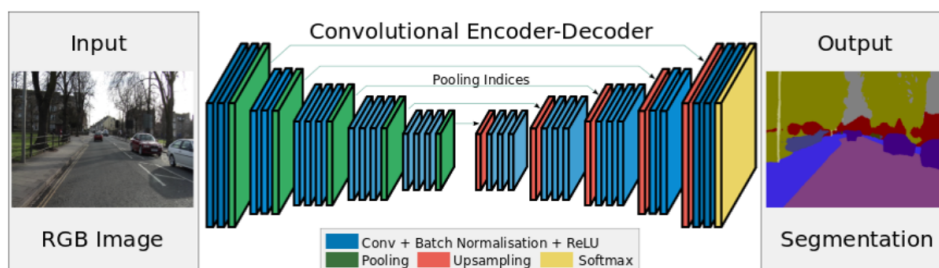 Input
Convolutional Encoder-Decoder
Output
Pooling Indices
RGB Image
Segmentation
Conv + Batch Normalisation + ReLU
Pooling
Upsampling
Softmax